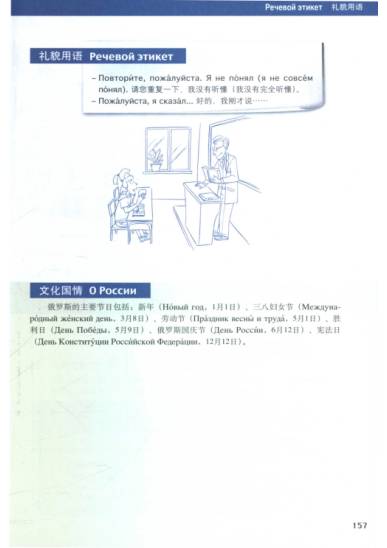 Речевой этикет 礼貌用语
礼貌用语 Речевой этикет
– Повтори́те, пожа́луйста. Я не по́нял (я не совсе́м
по́нял). 请您重复一下, 我没有听懂 (我没有完全听懂)。
– Пожа́луйста, я сказа́л... 好的, 我刚才说……
文化国情 О России
俄罗斯的主要节日包括: 新年 (Но́вый год, 1月1日) 、三八妇女节 (Междуна-
ро́дный же́нский день, 3月8日) 、劳动节 (Пра́здник весны́ и труда́, 5月1日) 、胜
利日 (День Побе́ды, 5月9日) 、俄罗斯国庆节 (День Росси́и, 6月12日) 、宪法日
(День Конститу́ции Росси́йской Федера́ции, 12月12日)。
157